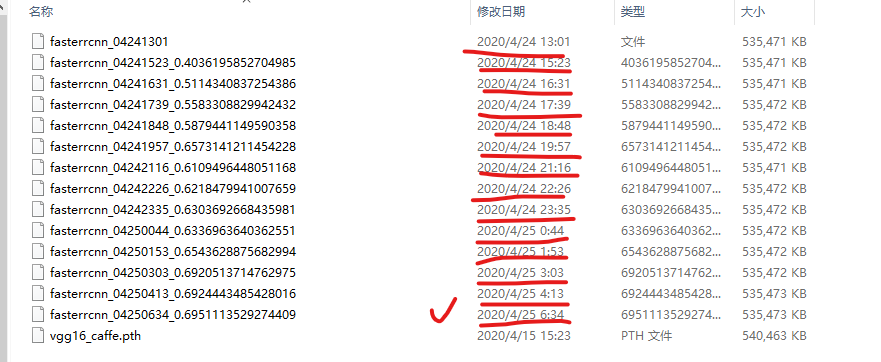 名称 修改日期 类型 大小
fasterrcnn_04241301 2020/4/24 13:01 文件 535,471 KB
fasterrcnn_04241523_0.4036195852704985 2020/4/24 15:23 4036195852704... 535,471 KB
fasterrcnn_04241631_0.5114340837254386 2020/4/24 16:31 5114340837254... 535,471 KB
fasterrcnn_04241739_0.5583308829942432 2020/4/24 17:39 5583308829942... 535,472 KB
fasterrcnn_04241848_0.5879441149590358 2020/4/24 18:48 5879441149590... 535,471 KB
fasterrcnn_04241957_0.6573141211454228 2020/4/24 19:57 6573141211454... 535,471 KB
fasterrcnn_04242116_0.6109496448051168 2020/4/24 21:16 6109496448051... 535,471 KB
fasterrcnn_04242226_0.6218479941007659 2020/4/24 22:26 6218479941007... 535,472 KB
fasterrcnn_04242335_0.6303692668435981 2020/4/24 23:35 6303692668435... 535,472 KB
fasterrcnn_04250044_0.6336963640362551 2020/4/25 0:44 6336963640362... 535,472 KB
fasterrcnn_04250153_0.6543628875682994 2020/4/25 1:53 6543628875682... 535,472 KB
fasterrcnn_04250303_0.6920513714762975 2020/4/25 3:03 6920513714762... 535,472 KB
fasterrcnn_04250413_0.6924443485428016 2020/4/25 4:13 6924443485428... 535,473 KB
fasterrcnn_04250634_0.6951113529274409 2020/4/25 6:34 6951113529274... 535,473 KB
vgg16_caffe.pth 2020/4/15 15:23 PTH 文件 540,463 KB